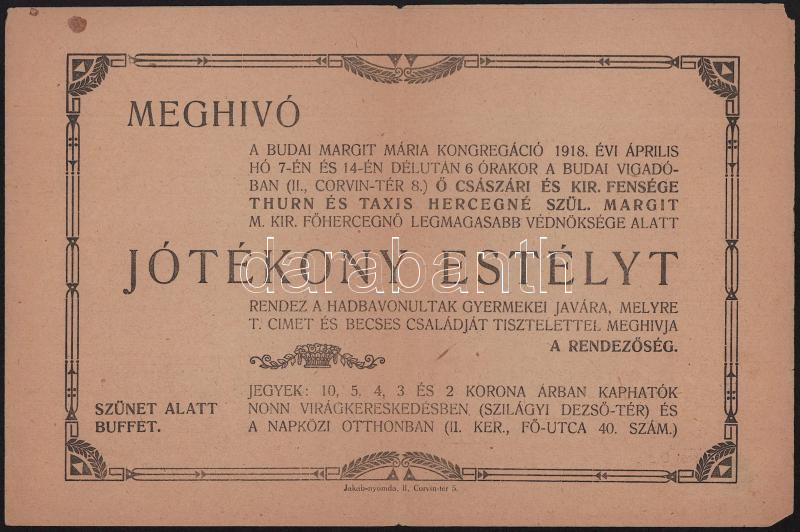 MEGHIVÓ
A BUDAI MARGIT MÁRIA KONGREGÁCIÓ 1918. ÉVI ÁPRILIS
HÓ 7-ÉN ÉS 14-ÉN DÉLUTÁN 6 ÓRAKOR A BUDAI VIGADÓ-
BAN (II., CORVIN-TÉR 8.) Ő CSÁSZÁRI ÉS KIR. FENSÉGE
THURN ÉS TAXIS HERCEGNÉ SZÜL. MARGIT
M. KIR. FŐHERCEGNŐ LEGMAGASABB VÉDNÖKSÉGE ALATT
JÓTÉKONY ESTÉLYT
darabanth
RENDEZ A HADBAVONULTAK GYERMEKEI JAVÁRA, MELYRE
T. CIMET ÉS BECSES CSALÁDJÁT TISZTELETTEL MEGHIVJA
A RENDEZŐSÉG.
SZÜNET ALATT
BUFFET.
JEGYEK: 10, 5, 4, 3 ÉS 2 KORONA ÁRBAN KAPHATÓK
NONN VIRÁGKERESKEDÉSBEN (SZILÁGYI DEZSŐ-TÉR) ÉS
A NAPKÖZI OTTHONBAN (II. KER., FŐ-UTCA 40. SZÁM.)
Jakab-nyomda, II, Corvin-tér 5.